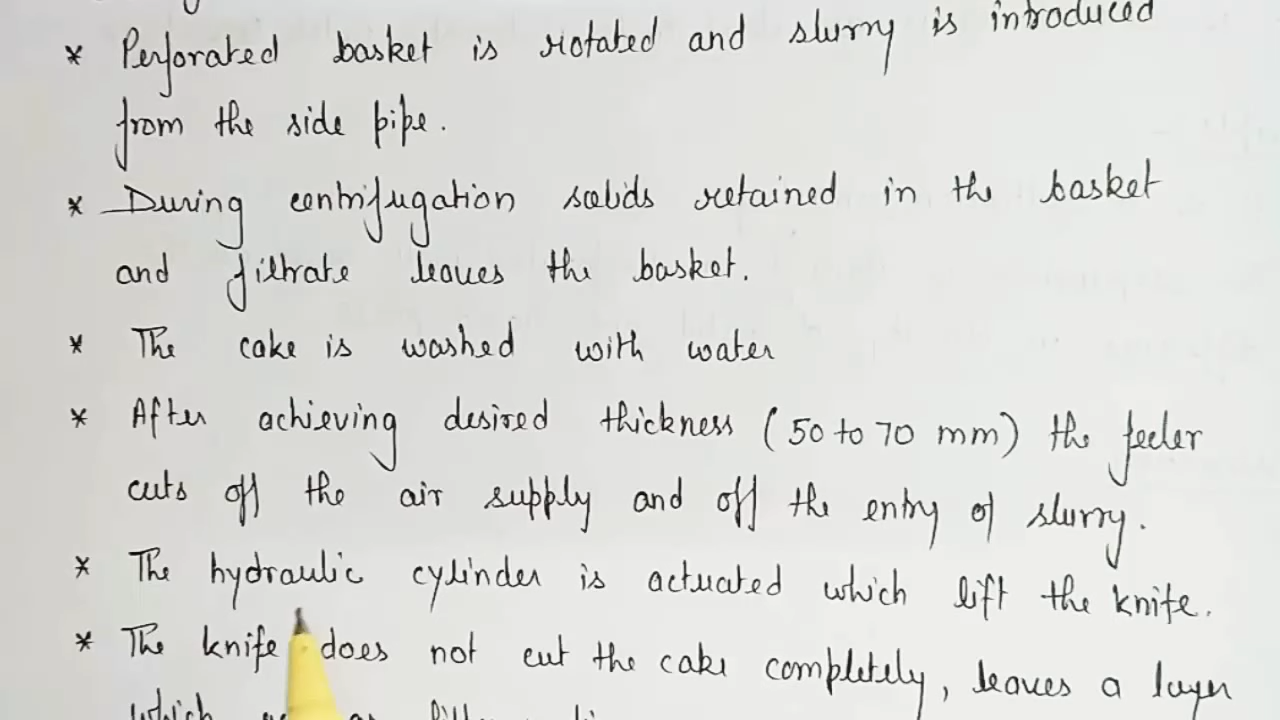 * Perforated basket is rotated and slurry is introduced
from the side pipe.
* During centrifugation solids retained in the basket
and filtrate leaves the basket.
* The cake is washed with water
* After achieving desired thickness (50 to 70 mm) the feeler
cuts off the air supply and off the entry of slurry.
* The hydraulic cylinder is actuated which lift the knife.
* The knife does not cut the cake completely, leaves a layer
which